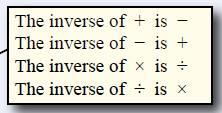 The inverse of + is −
The inverse of − is +
The inverse of × is ÷
The inverse of ÷ is ×